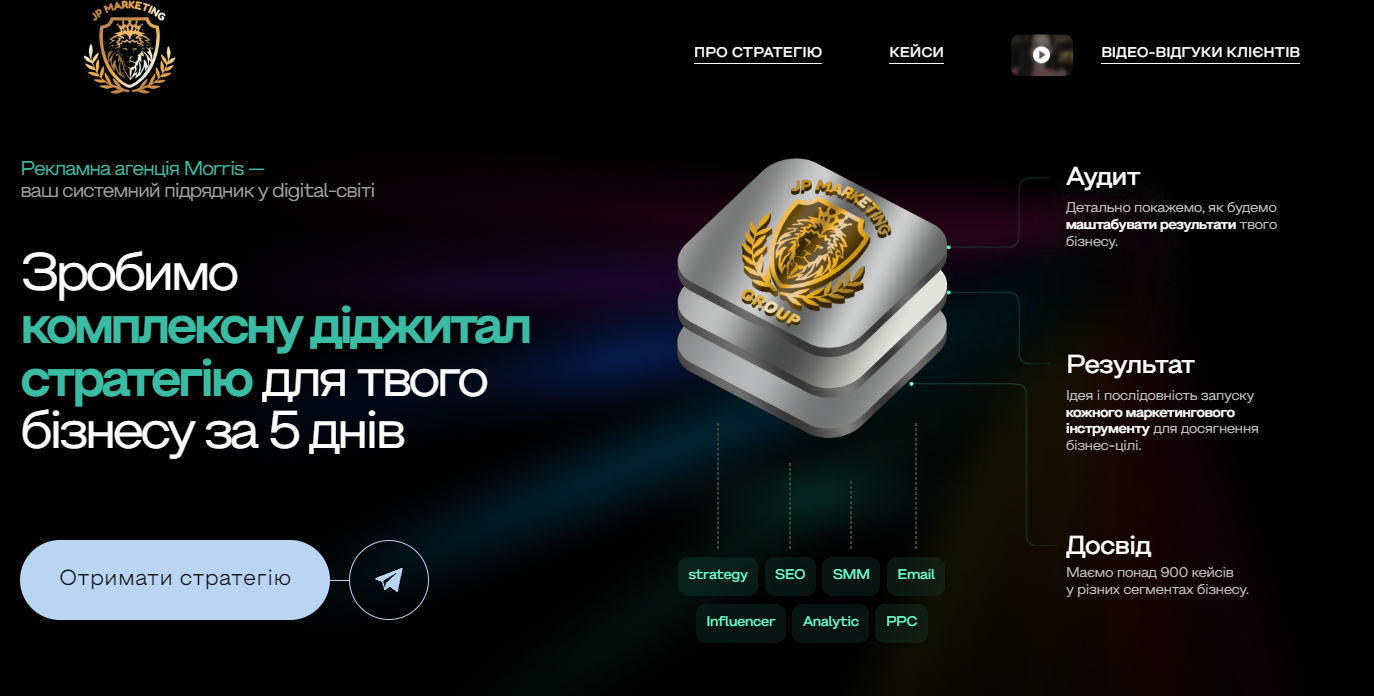 JP MARKETING
ПРО СТРАТЕГІЮ
КЕЙСИ
ВІДЕО-ВІДГУКИ КЛІЄНТІВ
Рекламна агенція Morris —
ваш системний підрядник у digital-світі
Зробимо
комплексну діджитал
стратегію для твого
бізнесу за 5 днів
Отримати стратегію
JP MARKETING
GROUP
strategy
SEO
SMM
Email
Influencer
Analytic
PPC
Аудит
Детально покажемо, як будемо
маштабувати результати твого
бізнесу.
Результат
Ідея і послідовність запуску
кожного маркетингового
інструменту для досягнення
бізнес-цілі.
Досвід
Маємо понад 900 кейсів
у різних сегментах бізнесу.